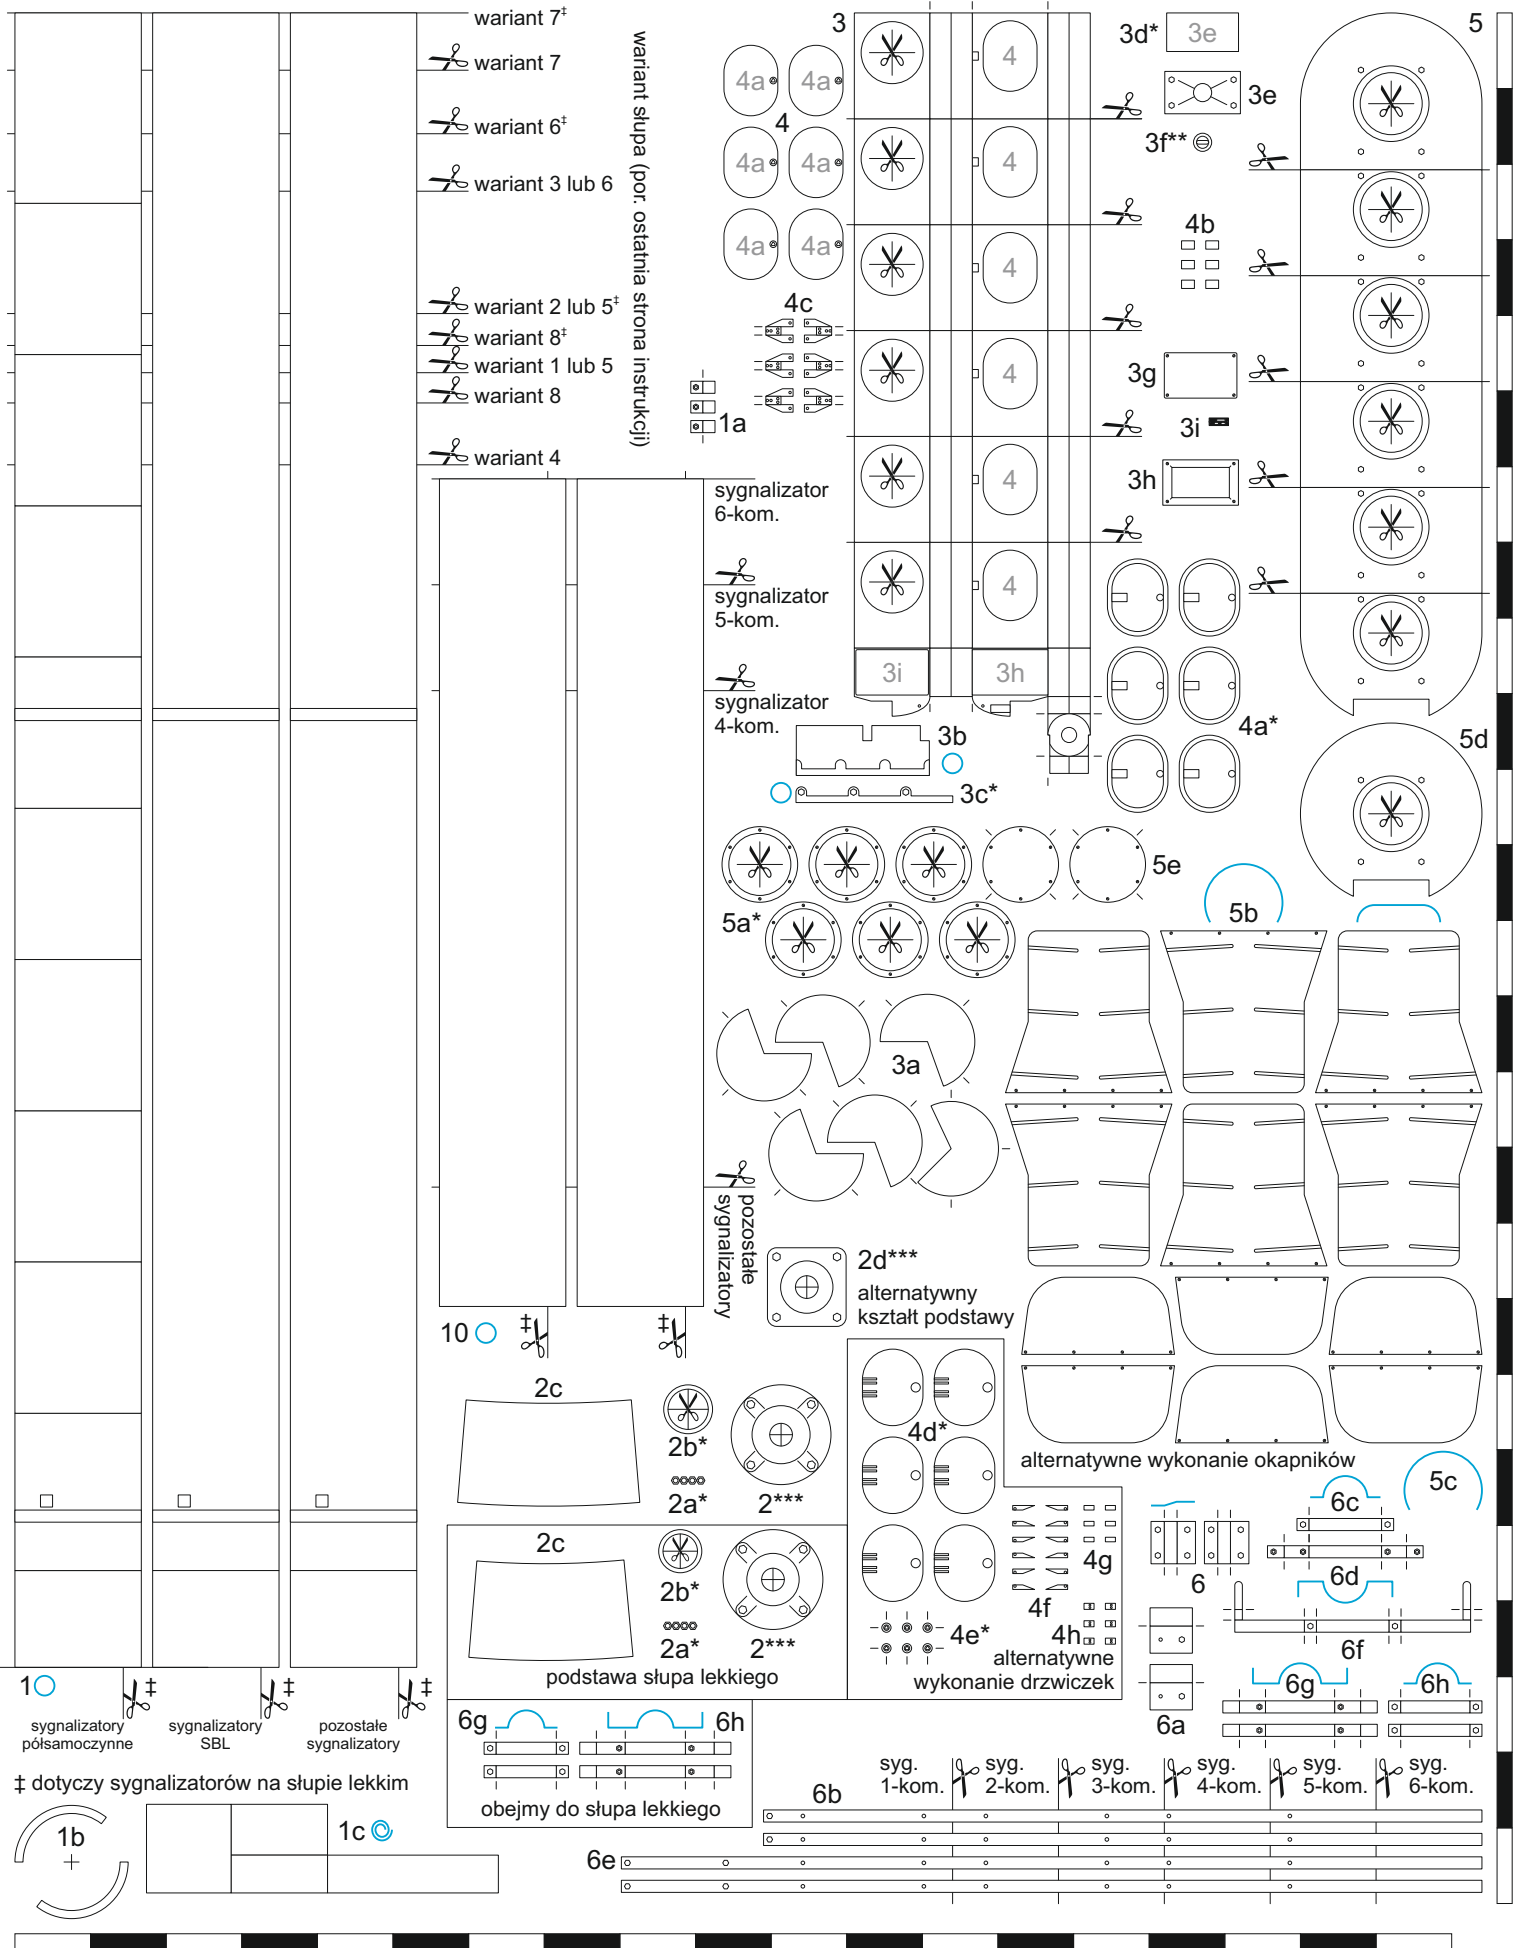 wariant 7‡
wariant 7
wariant 6‡
wariant 3 lub 6
wariant 2 lub 5‡
wariant 8‡
wariant 1 lub 5
wariant 8
wariant 4
wariant słupa (por. ostatnia strona instrukcji)
4a 4a
4
4a 4a
4a 4a
4c
1a
3
4
4
4
4
4
4
3i
3h
3d*
3e
3e
3f**
4b
3g
3i
3h
4a*
5
5d
sygnalizator
6-kom.
sygnalizator
5-kom.
sygnalizator
4-kom.
3b
3c*
5e
5a*
5b
3a
pozostałe
sygnalizatory
2d***
alternatywny
kształt podstawy
10
‡
‡
2c
2b*
2a*
2***
2c
2b*
2a*
2***
podstawa słupa lekkiego
4d*
4g
4f
4e*
4h
alternatywne
wykonanie drzwiczek
alternatywne wykonanie okapników
5c
6c
6
6d
6f
6a
6g
6h
1
‡
‡
‡
sygnalizatory
półsamoczynne
sygnalizatory
SBL
pozostałe
sygnalizatory
‡ dotyczy sygnalizatorów na słupie lekkim
6g
6h
obejmy do słupa lekkiego
1b
1c
syg.
1-kom.
syg.
2-kom.
syg.
3-kom.
syg.
4-kom.
syg.
5-kom.
syg.
6-kom.
6b
6e